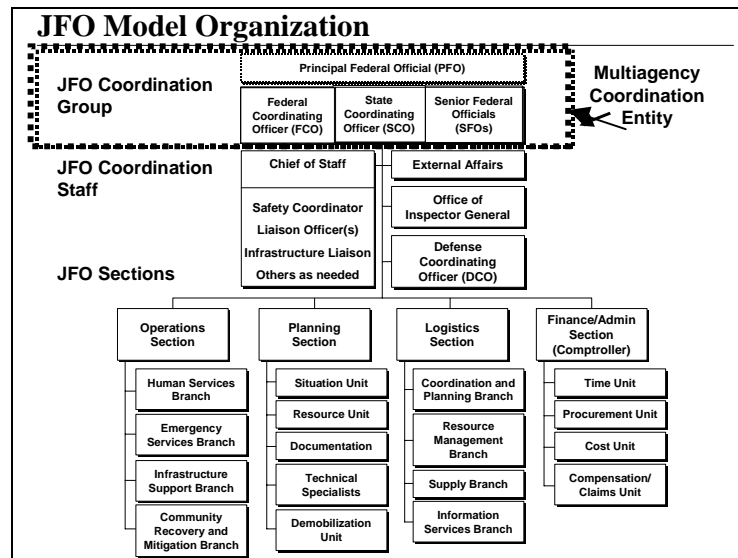 JFO Model Organization
JFO Coordination
Group
Principal Federal Official (PFO)
Federal
Coordinating
Officer (FCO)
State
Coordinating
Officer (SCO)
Senior Federal
Officials
(SFOs)
Multiagency
Coordination
Entity
JFO Coordination
Staff
Chief of Staff
Safety Coordinator
Liaison Officer(s)
Infrastructure Liaison
Others as needed
External Affairs
Office of
Inspector General
Defense
Coordinating
Officer (DCO)
JFO Sections
Operations
Section
Human Services
Branch
Emergency
Services Branch
Infrastructure
Support Branch
Community
Recovery and
Mitigation Branch
Planning
Section
Situation Unit
Resource Unit
Documentation
Technical
Specialists
Demobilization
Unit
Logistics
Section
Coordination and
Planning Branch
Resource
Management
Branch
Supply Branch
Information
Services Branch
Finance/Admin
Section
(Comptroller)
Time Unit
Procurement Unit
Cost Unit
Compensation/
Claims Unit